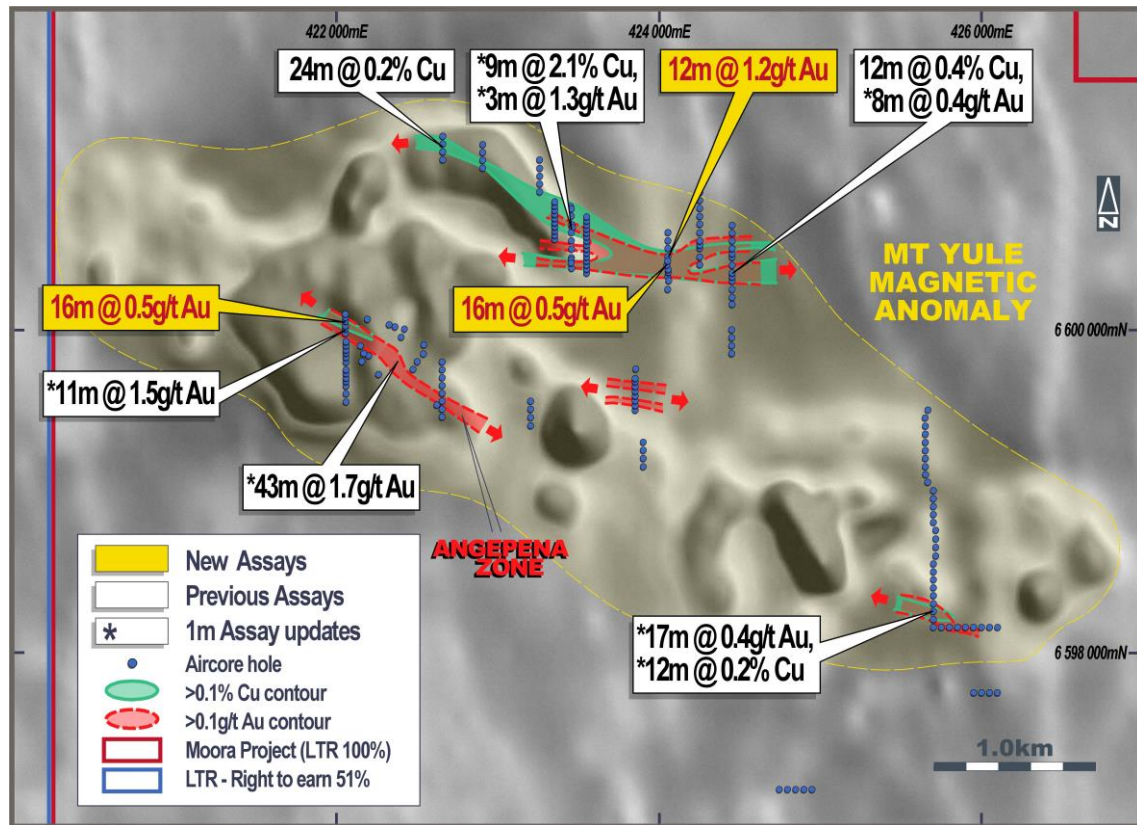 422 000mE
424 000mE
426 000mE
24m @ 0.2% Cu
*9m @ 2.1% Cu,
*3m @ 1.3g/t Au
12m @ 1.2g/t Au
12m @ 0.4% Cu,
*8m @ 0.4g/t Au
N
MT YULE
MAGNETIC
ANOMALY
16m @ 0.5g/t Au
16m @ 0.5g/t Au
6 600 000mN
*11m @ 1.5g/t Au
*43m @ 1.7g/t Au
ANGEPENA
ZONE
New Assays
Previous Assays
* 1m Assay updates
Aircore hole
>0.1% Cu contour
>0.1g/t Au contour
Moora Project (LTR 100%)
LTR - Right to earn 51%
*17m @ 0.4g/t Au,
*12m @ 0.2% Cu
6 598 000mN
1.0km